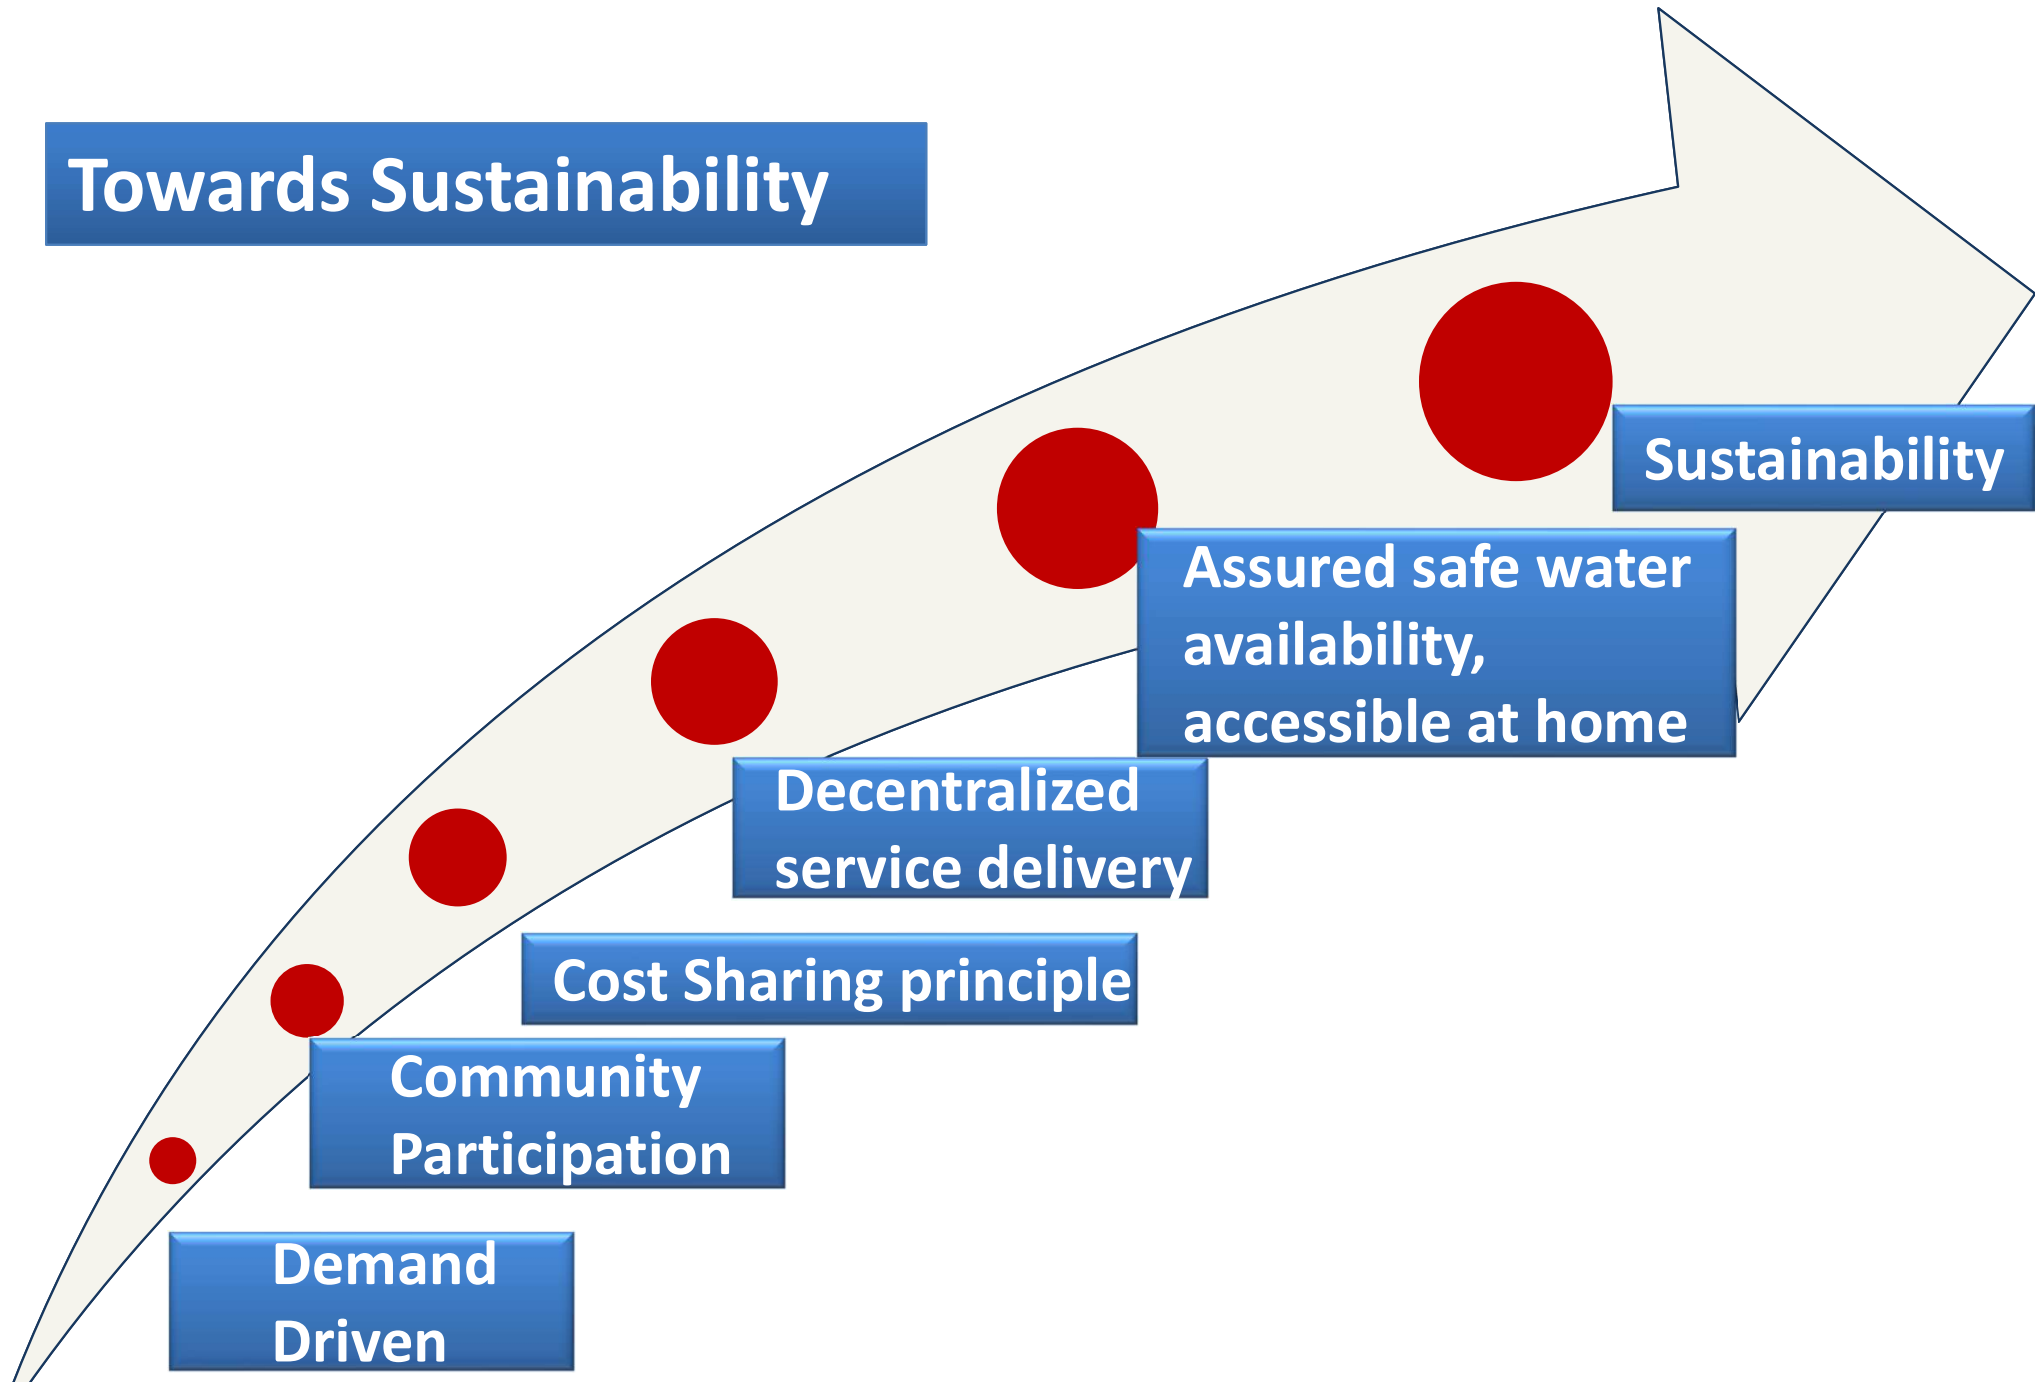 Towards Sustainability
Sustainability
Assured safe water
availability,
accessible at home
Decentralized
service delivery
Cost Sharing principle
Community
Participation
Demand
Driven